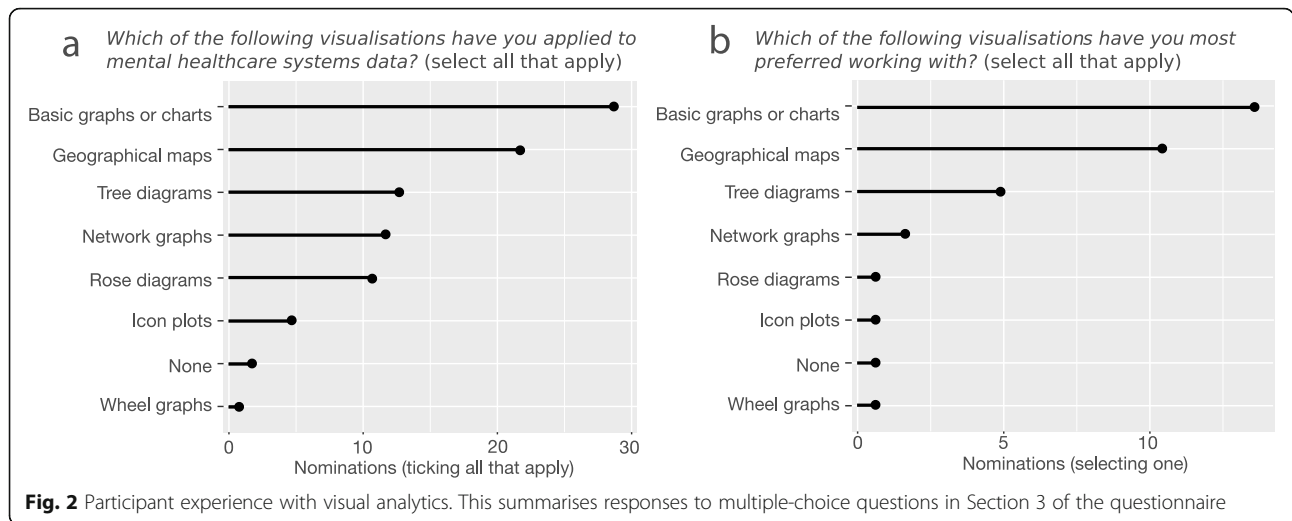 a Which of the following visualisations have you applied to
mental healthcare systems data? (select all that apply)
Basic graphs or charts
Geographical maps
Tree diagrams
Network graphs
Rose diagrams
Icon plots
None
Wheel graphs
0 10 20 30
Nominations (ticking all that apply)
b Which of the following visualisations have you most
preferred working with? (select all that apply)
Basic graphs or charts
Geographical maps
Tree diagrams
Network graphs
Rose diagrams
Icon plots
None
Wheel graphs
0 5 10
Nominations (selecting one)
Fig. 2 Participant experience with visual analytics. This summarises responses to multiple-choice questions in Section 3 of the questionnaire